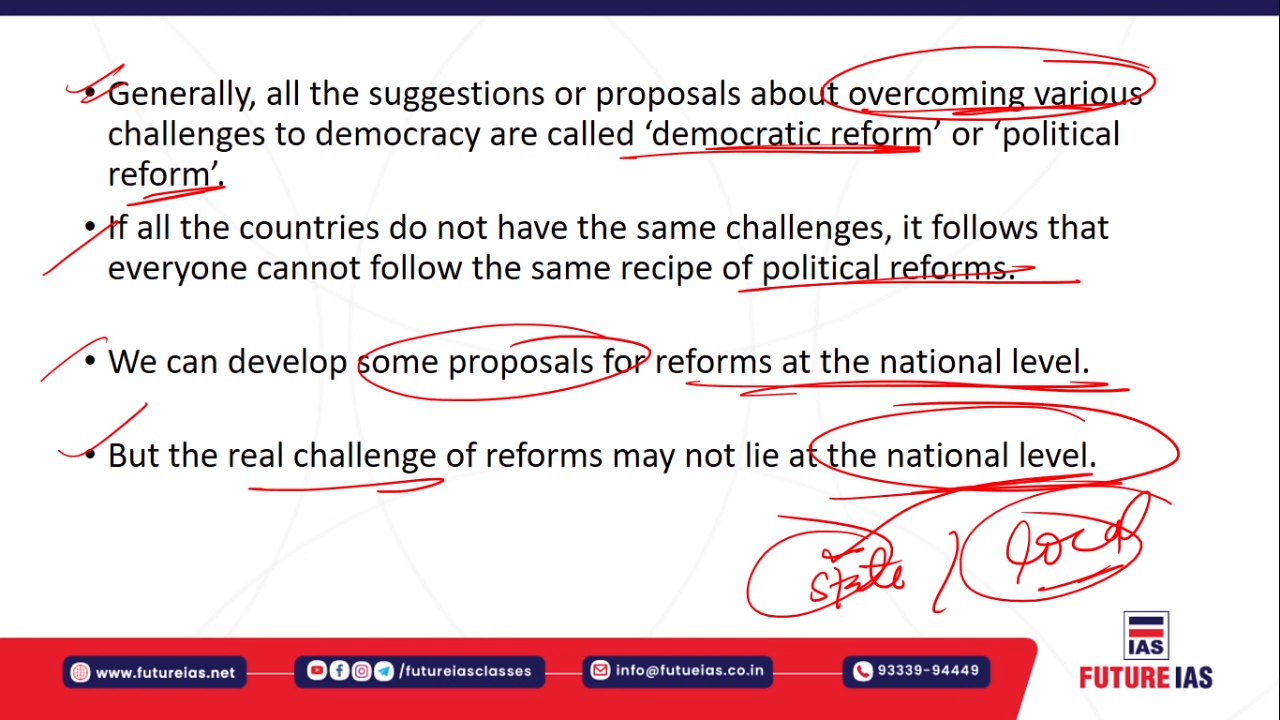 • Generally, all the suggestions or proposals about overcoming various
challenges to democracy are called ‘democratic reform’ or ‘political
reform’.
• If all the countries do not have the same challenges, it follows that
everyone cannot follow the same recipe of political reforms.
• We can develop some proposals for reforms at the national level.
• But the real challenge of reforms may not lie at the national level.
state / local
IAS
www.futureias.net /futureiasclasses info@futueias.co.in 93339-94449 FUTURE IAS